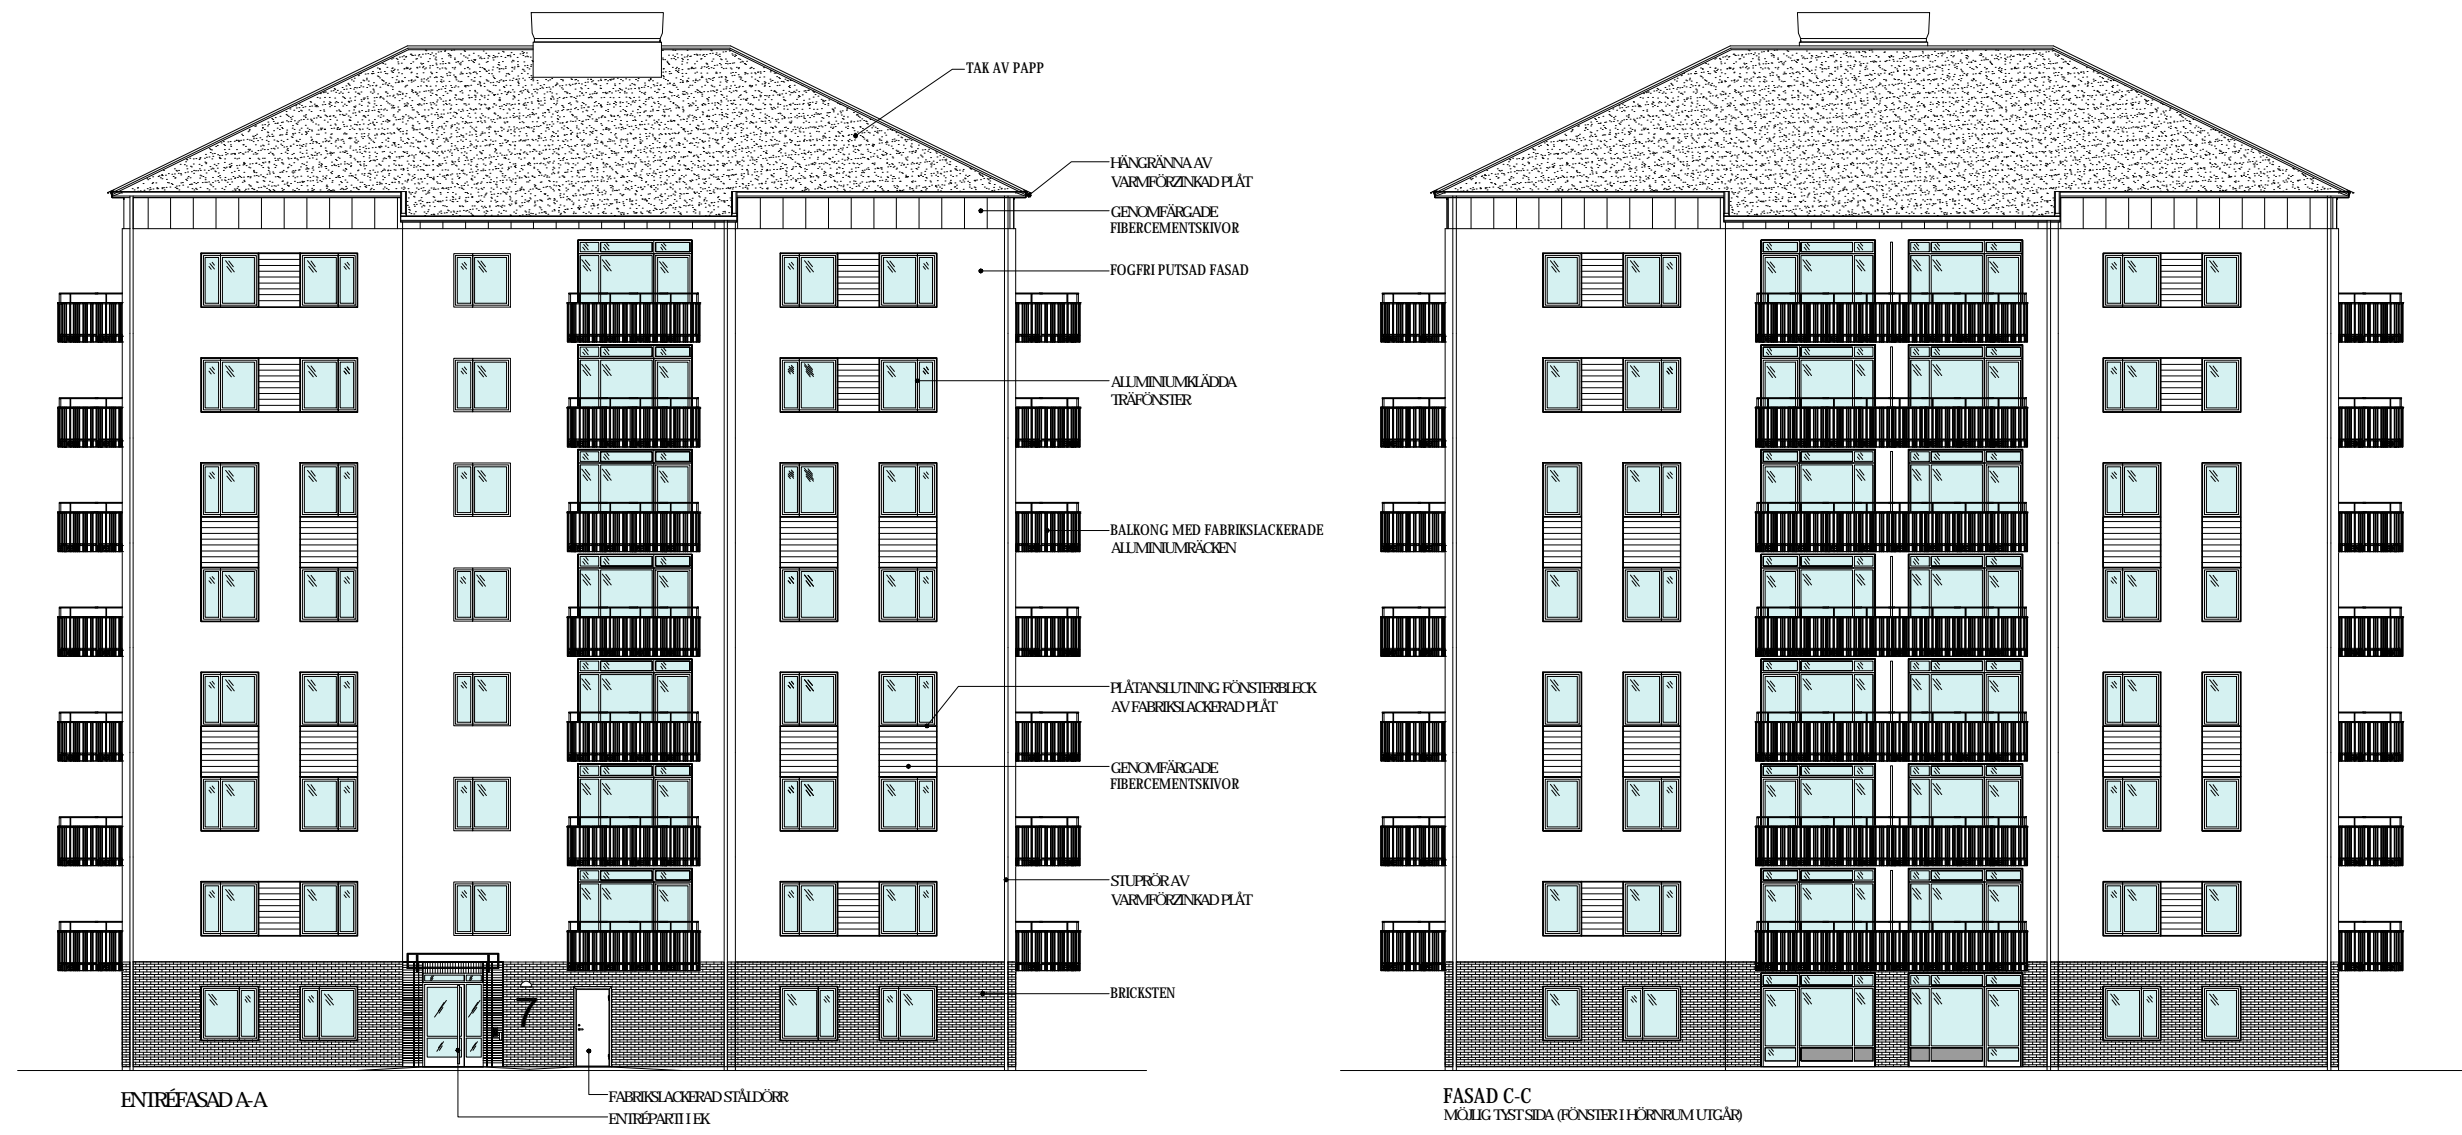 TAK AV PAPP
HÄNGRÄNNA AV
VARMFÖRZINKAD PLÅT
GENOMFÄRGADE
FIBERCEMENTSKIVOR
FOGFRI PUTSAD FASAD
ALUMINIUMKLÄDDA
TRÄFÖNSTER
BALKONG MED FABRIKSLACKERADE
ALUMINIUMRÄCKEN
PLÅTANSLUTNING FÖNSTERBLECK
AV FABRIKSLACKERAD PLÅT
GENOMFÄRGADE
FIBERCEMENTSKIVOR
STUPRÖR AV
VARMFÖRZINKAD PLÅT
BRICKSTEN
7
FABRIKSLACKERAD STÅLDÖRR
ENTRÉPARTI I EK
ENTRÉFASAD A-A
FASAD C-C
MÖJLIG TYST SIDA (FÖNSTER I HÖRNRUM UTGÅR)